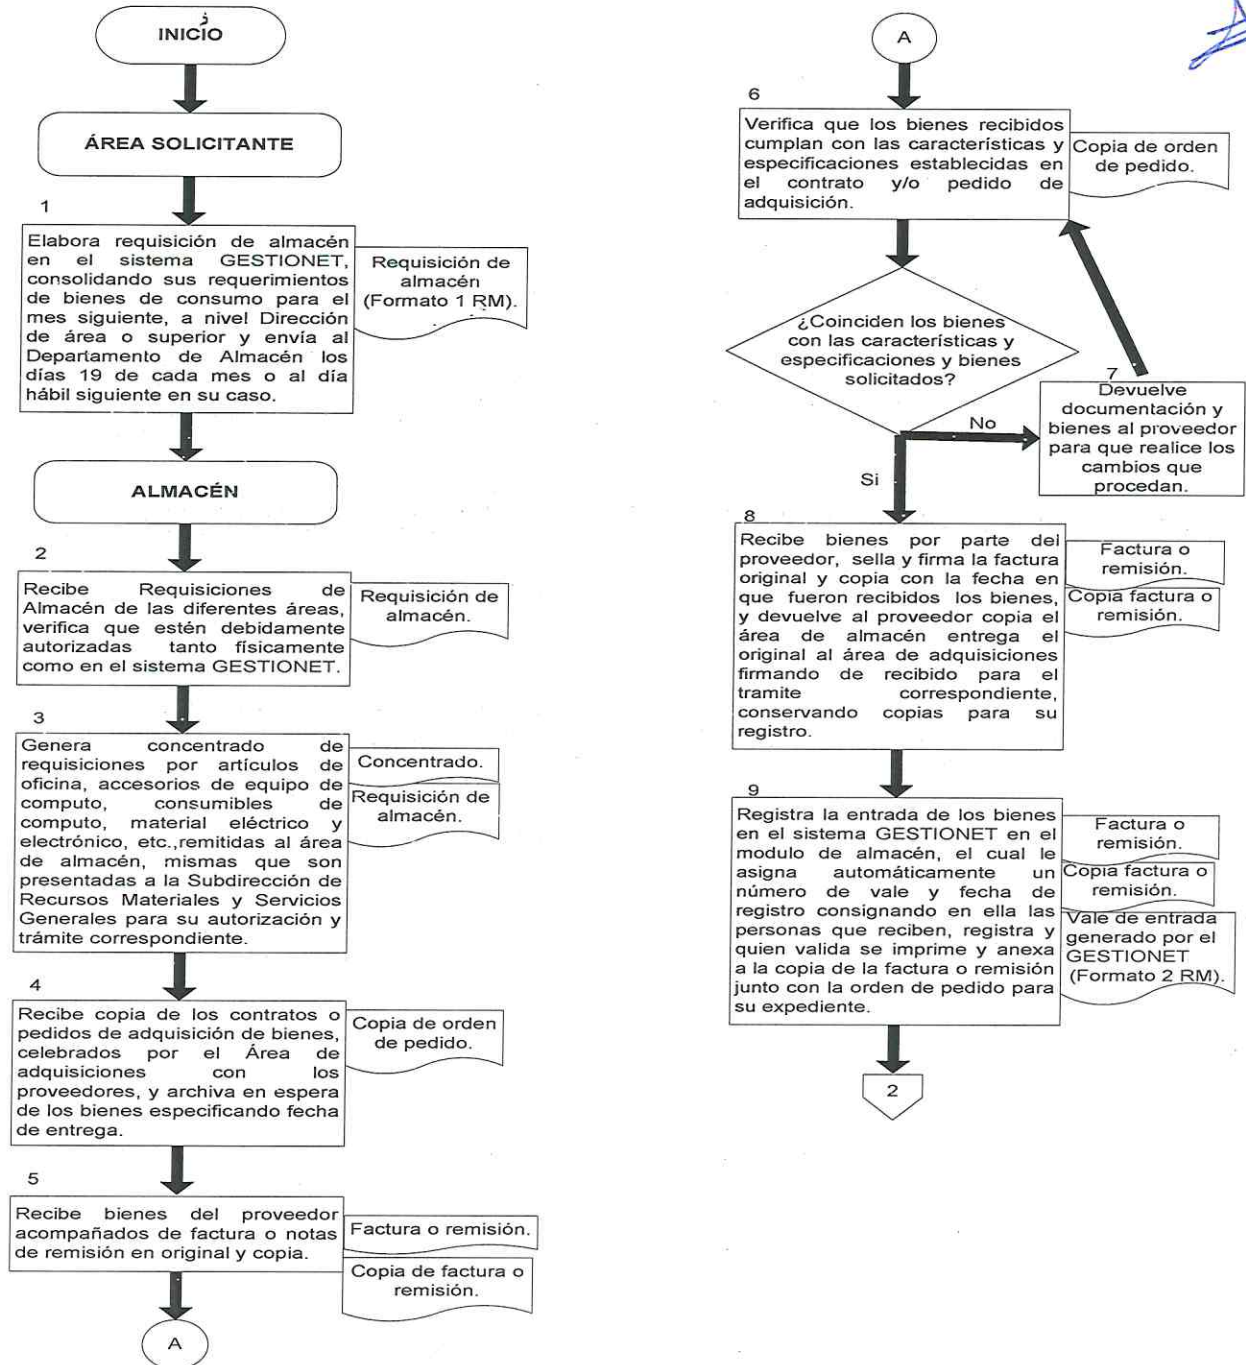 INICIO
ÁREA SOLICITANTE
1
Elabora requisición de almacén
en el sistema GESTIONET,
consolidando sus requerimientos
de bienes de consumo para el
mes siguiente, a nivel Dirección
de área o superior y envía al
Departamento de Almacén los
días 19 de cada mes o al día
hábil siguiente en su caso.
Requisición de
almacén
(Formato 1 RM).
ALMACÉN
2
Recibe Requisiciones de
Almacén de las diferentes áreas,
verifica que estén debidamente
autorizadas tanto físicamente
como en el sistema GESTIONET.
Requisición de
almacén.
3
Genera concentrado de
requisiciones por artículos de
oficina, accesorios de equipo de
computo, consumibles de
computo, material eléctrico y
electrónico, etc.,remitidas al área
de almacén, mismas que son
presentadas a la Subdirección de
Recursos Materiales y Servicios
Generales para su autorización y
trámite correspondiente.
Concentrado.
Requisición de
almacén.
4
Recibe copia de los contratos o
pedidos de adquisición de bienes,
celebrados por el Área de
adquisiciones con los
proveedores, y archiva en espera
de los bienes especificando fecha
de entrega.
Copia de orden
de pedido.
5
Recibe bienes del proveedor
acompañados de factura o notas
de remisión en original y copia.
Factura o remisión.
Copia de factura o
remisión.
A
A
6
Verifica que los bienes recibidos
cumplan con las características y
especificaciones establecidas en
el contrato y/o pedido de
adquisición.
Copia de orden
de pedido.
¿Coinciden los bienes
con las características y
especificaciones y bienes
solicitados?
No
7
Devuelve
documentación y
bienes al proveedor
para que realice los
cambios que
procedan.
Si
8
Recibe bienes por parte del
proveedor, sella y firma la factura
original y copia con la fecha en
que fueron recibidos los bienes,
y devuelve al proveedor copia el
área de almacén entrega el
original al área de adquisiciones
firmando de recibido para el
tramite correspondiente,
conservando copias para su
registro.
Factura o
remisión.
Copia factura o
remisión.
9
Registra la entrada de los bienes
en el sistema GESTIONET en el
modulo de almacén, el cual le
asigna automáticamente un
número de vale y fecha de
registro consignando en ella las
personas que reciben, registra y
quien valida se imprime y anexa
a la copia de la factura o remisión
junto con la orden de pedido para
su expediente.
Factura o
remisión.
Copia factura o
remisión.
Vale de entrada
generado por el
GESTIONET
(Formato 2 RM).
2